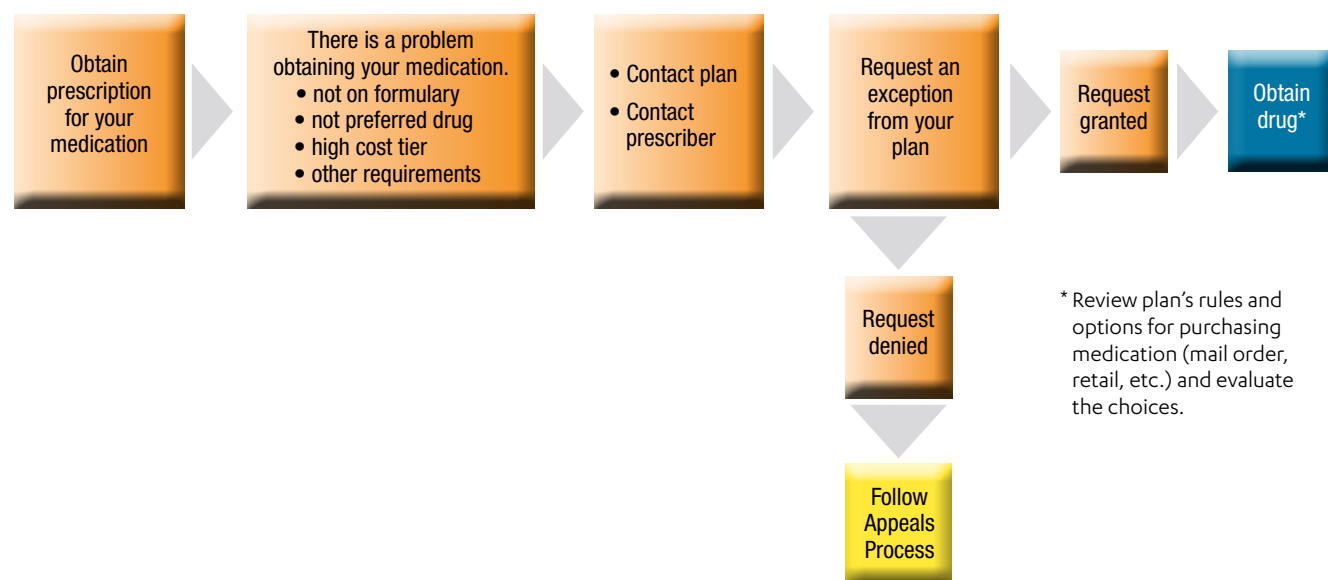 Obtain
prescription
for your
medication
There is a problem
obtaining your medication.
• not on formulary
• not preferred drug
• high cost tier
• other requirements
• Contact plan
• Contact
prescriber
Request an
exception
from your
plan
Request
granted
Obtain
drug*
Request
denied
* Review plan’s rules and
options for purchasing
medication (mail order,
retail, etc.) and evaluate
the choices.
Follow
Appeals
Process